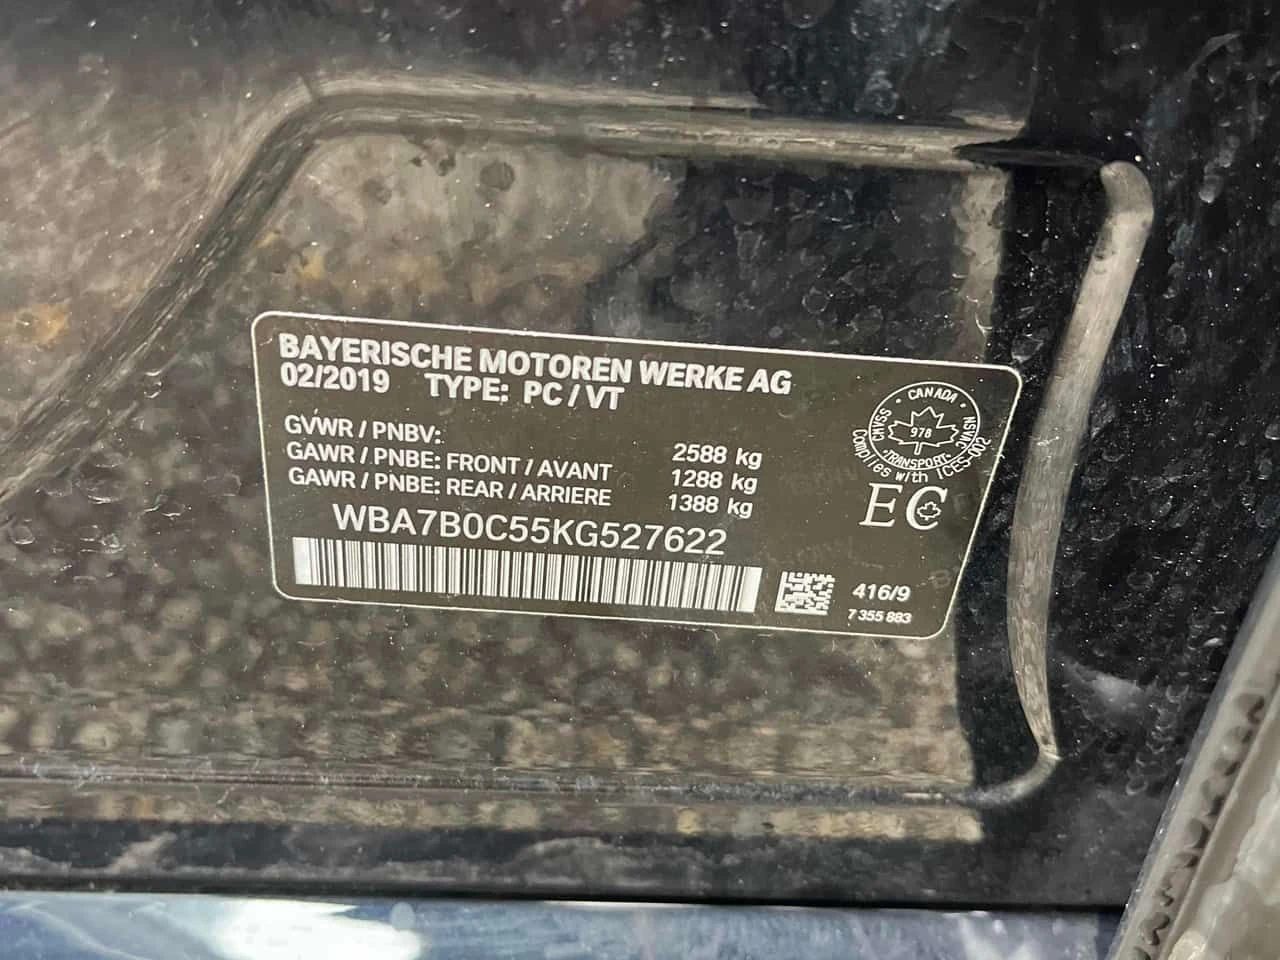 BAYERISCHE MOTOREN WERKE AG
02/2019 TYPE: PC / VT
GVWR / PNBV: 2588 kg
GAWR / PNBE: FRONT / AVANT 1288 kg
GAWR / PNBE: REAR / ARRIERE 1388 kg
WBA7B0C55KG527622
CANADA
CMVSS
NSVAC
978
TRANSPORT
Complies with ICES-002
EC
416/9
7 355 883